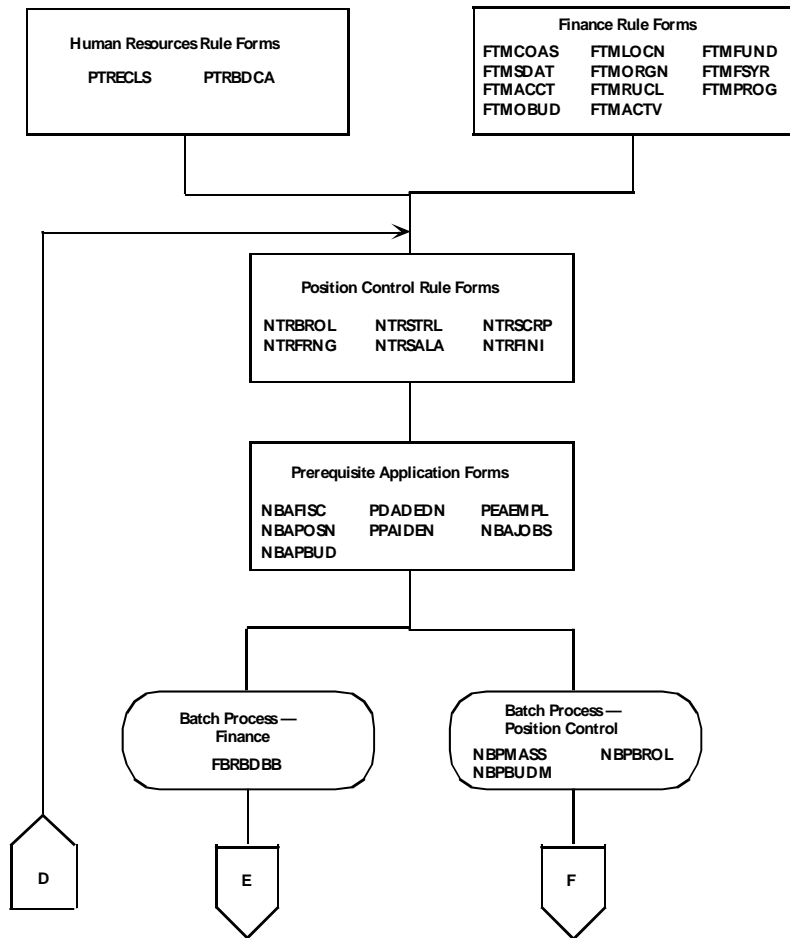 Human Resources Rule Forms
PTRECLS PTRBDCA
Finance Rule Forms
FTMCOAS FTMLOCN FTMFUND
FTMSDAT FTMORGN FTMFSYR
FTMACCT FTMRUCL FTMPROG
FTMOBUD FTMACTV
Position Control Rule Forms
NTRBROL NTRSTRL NTRSCRP
NTRFRNG NTRSALA NTRFINI
Prerequisite Application Forms
NBAFISC PDADEDN PEAEMPL
NBAPOSN PPAIDEN NBAJOBS
NBAPBUD
Batch Process —
Finance
FBRBDBB
Batch Process —
Position Control
NBPMASS NBPBROL
NBPBUDM
D
E
F